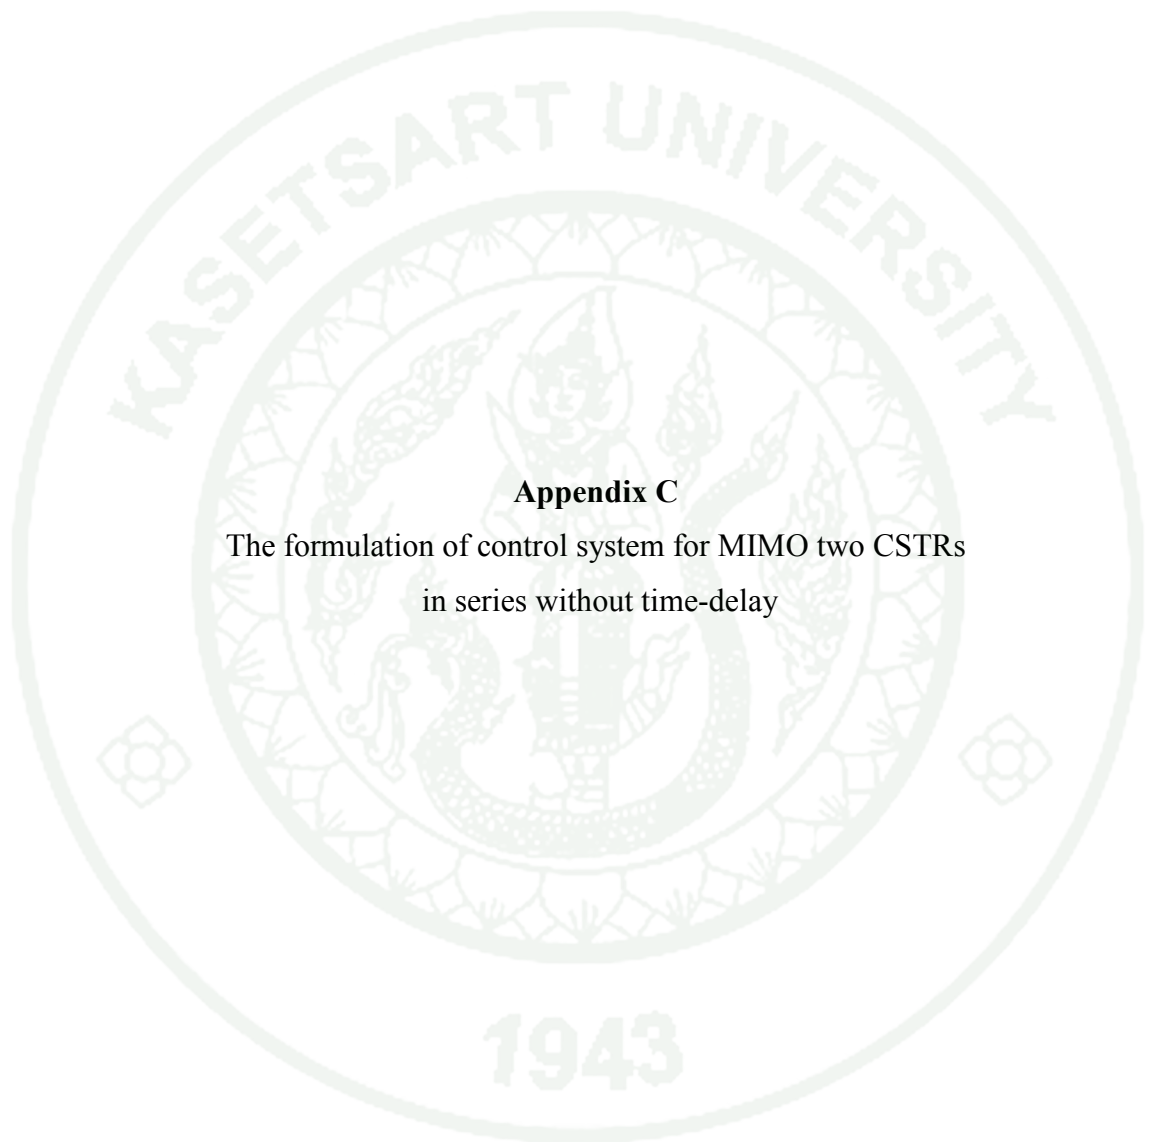 KASETSART UNIVERSITY
Appendix C
The formulation of control system for MIMO two CSTRs
in series without time-delay
1943